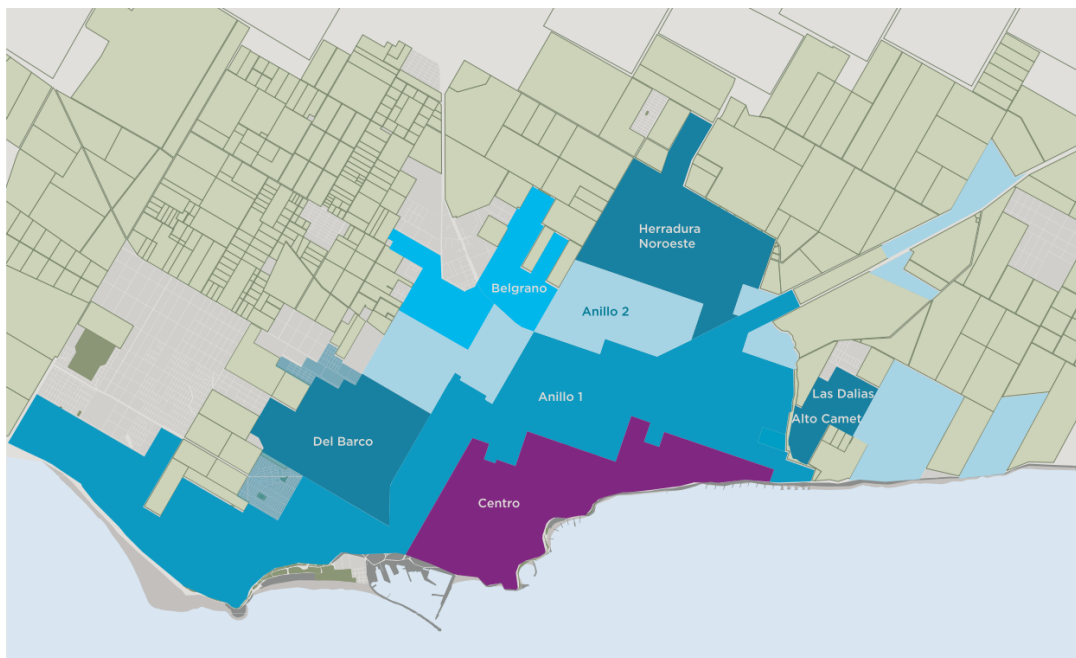 Herradura
Noroeste
Belgrano
Anillo 2
Las Dalias
Anillo 1
Alto Camet
Del Barco
Centro